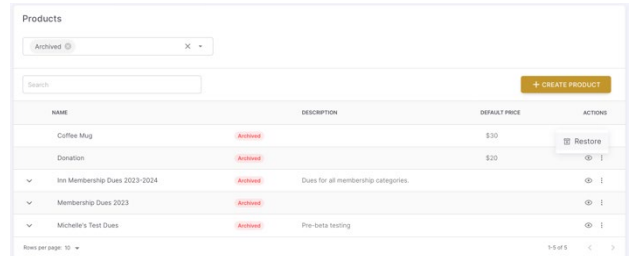 Products
Archived
Search
+ CREATE PRODUCT
NAME DESCRIPTION DEFAULT PRICE ACTIONS
Coffee Mug Archived $30
Restore
Donation Archived $20
Inn Membership Dues 2023-2024 Archived Dues for all membership categories.
Membership Dues 2023 Archived
Michelle's Test Dues Archived Pre-beta testing
Rows per page: 10 1-5 of 5